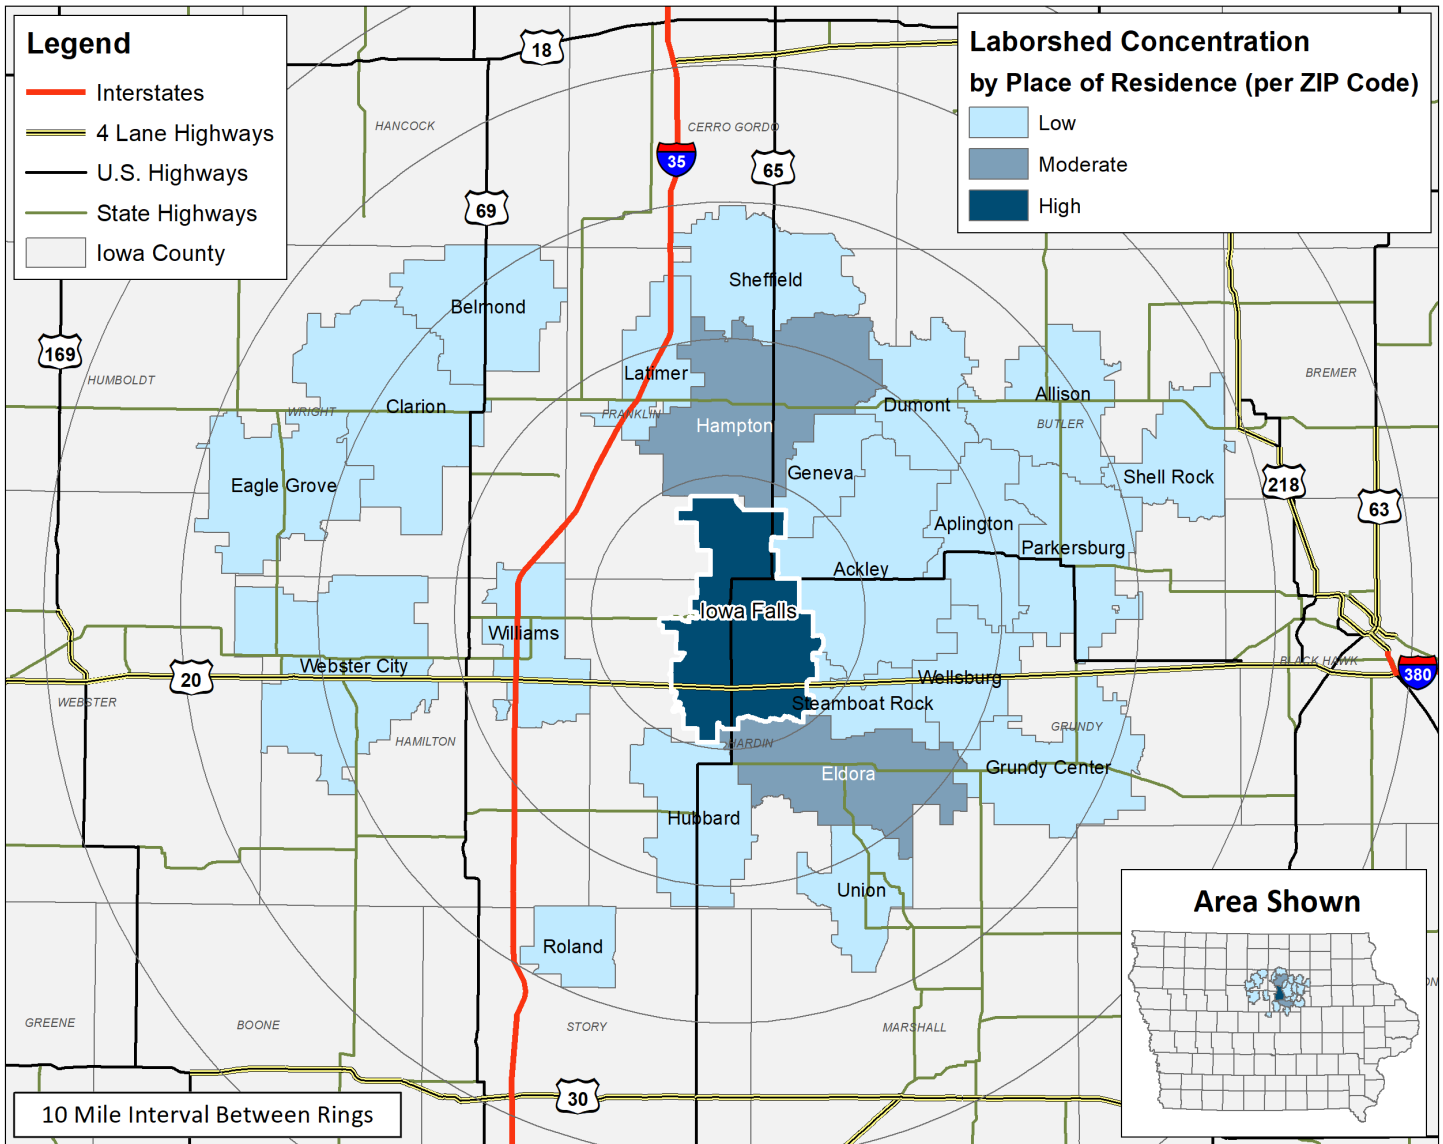 Legend
Interstates
4 Lane Highways
U.S. Highways
State Highways
Iowa County
Laborshed Concentration
by Place of Residence (per ZIP Code)
Low
Moderate
High
18
HANCOCK
CERRO GORDO
35
65
69
Sheffield
Belmond
169
HUMBOLDT
Latimer
BREMER
Allison
Clarion
Dumont
WRIGHT
FRANKLIN
Hampton
BUTLER
Geneva
Shell Rock
Eagle Grove
218
63
Aplington
Parkersburg
Ackley
Iowa Falls
Williams
Webster City
BLACK HAWK
20
380
Wellsburg
WEBSTER
Steamboat Rock
GRUNDY
HAMILTON
HARDIN
Eldora
Grundy Center
Hubbard
Union
Roland
Area Shown
GREENE
BOONE
STORY
MARSHALL
30
10 Mile Interval Between Rings